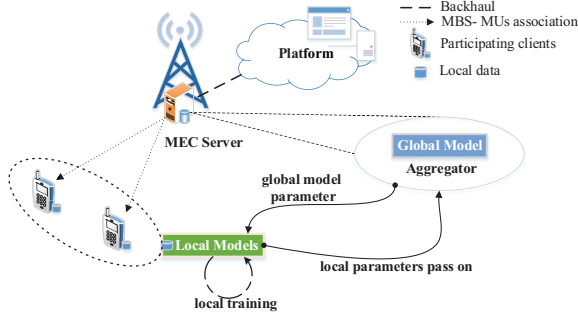 Backhaul
MBS- MUs association
Participating clients
Local data
Platform
MEC Server
Global Model
Aggregator
global model
parameter
Local Models
local parameters pass on
local training